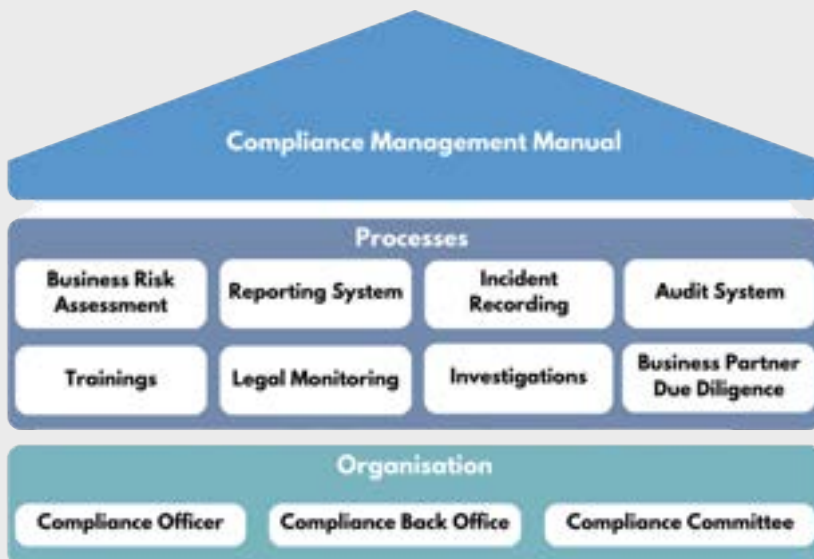 Compliance Management Manual
Processes
Business Risk
Assessment
Reporting System
Incident
Recording
Audit System
Trainings
Legal Monitoring
Investigations
Business Partner
Due Diligence
Organisation
Compliance Officer
Compliance Back Office
Compliance Committee